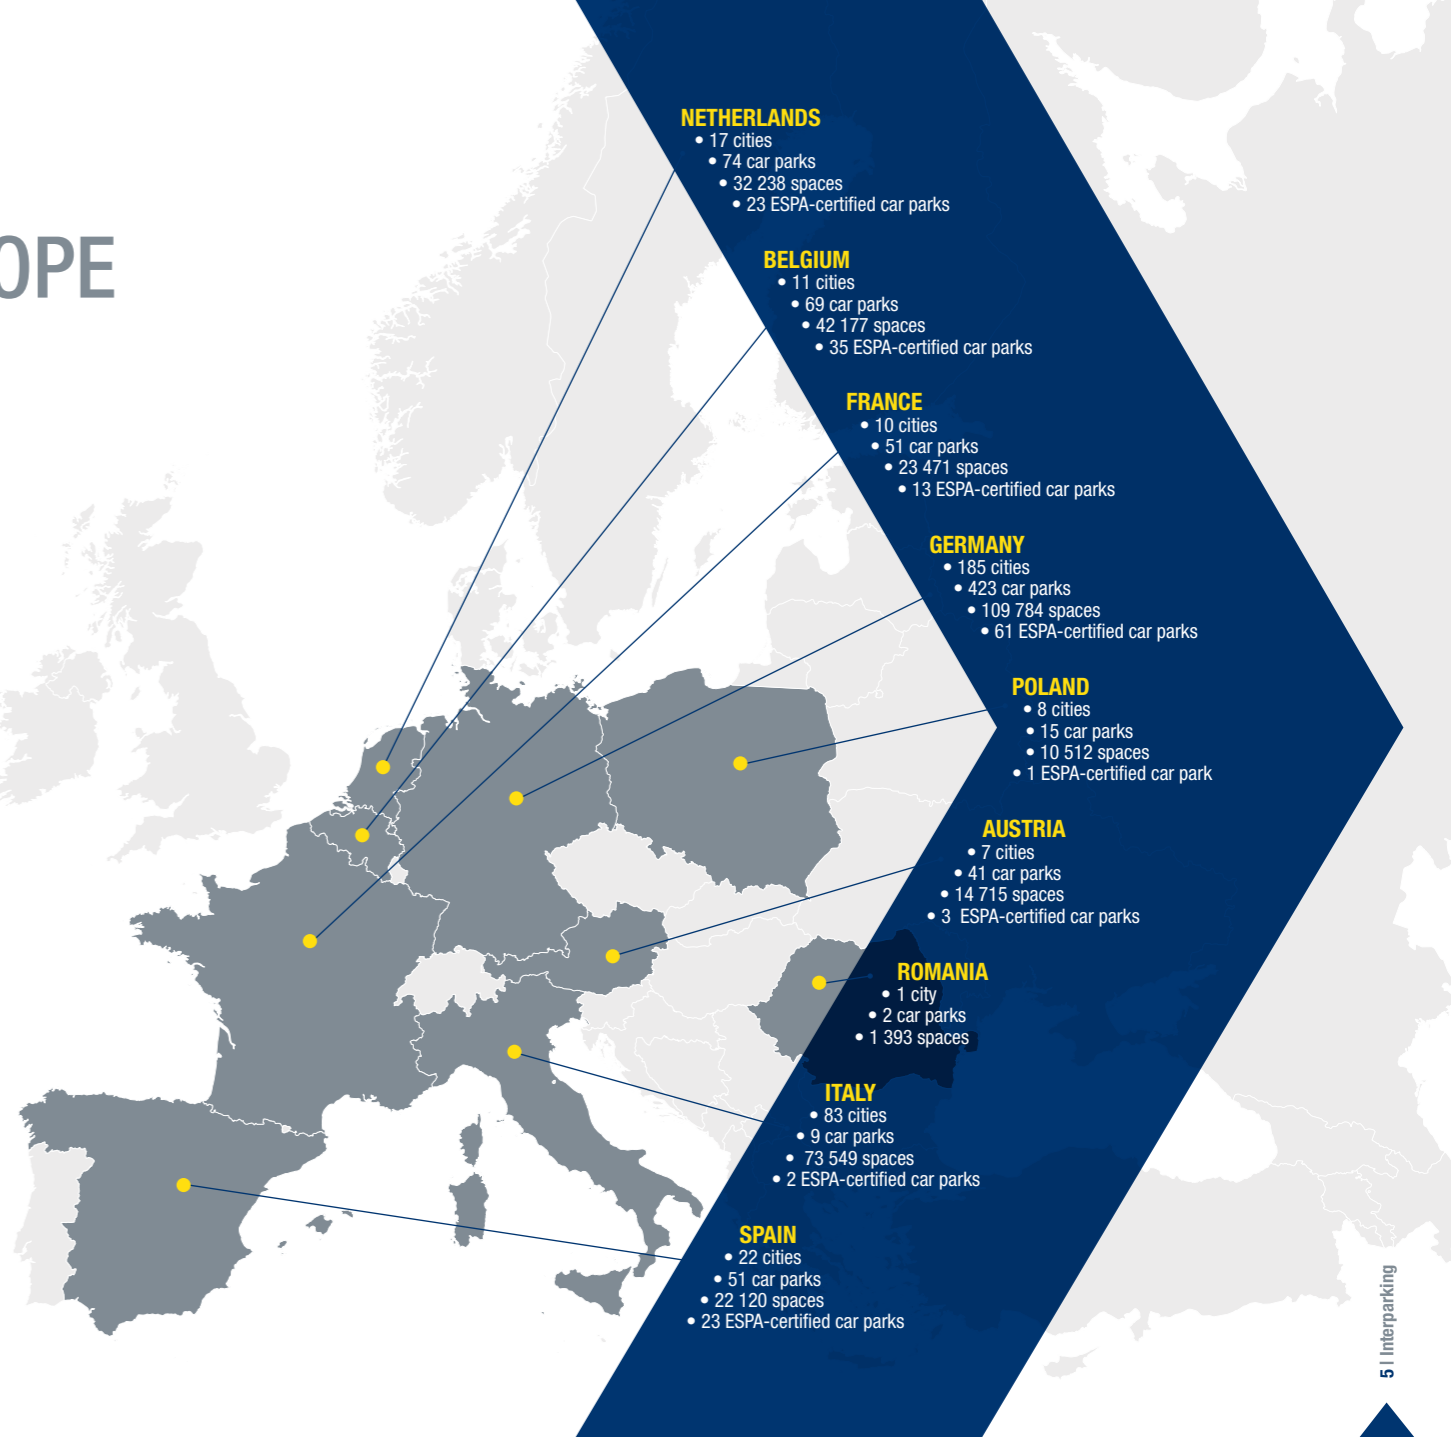 OPE
NETHERLANDS
• 17 cities
• 74 car parks
• 32 238 spaces
• 23 ESPA-certified car parks
BELGIUM
• 11 cities
• 69 car parks
• 42 177 spaces
• 35 ESPA-certified car parks
FRANCE
• 10 cities
• 51 car parks
• 23 471 spaces
• 13 ESPA-certified car parks
GERMANY
• 185 cities
• 423 car parks
• 109 784 spaces
• 61 ESPA-certified car parks
POLAND
• 8 cities
• 15 car parks
• 10 512 spaces
• 1 ESPA-certified car park
AUSTRIA
• 7 cities
• 41 car parks
• 14 715 spaces
• 3 ESPA-certified car parks
ROMANIA
• 1 city
• 2 car parks
• 1 393 spaces
ITALY
• 83 cities
• 9 car parks
• 73 549 spaces
• 2 ESPA-certified car parks
SPAIN
• 22 cities
• 51 car parks
• 22 120 spaces
• 23 ESPA-certified car parks
5 | Interparking